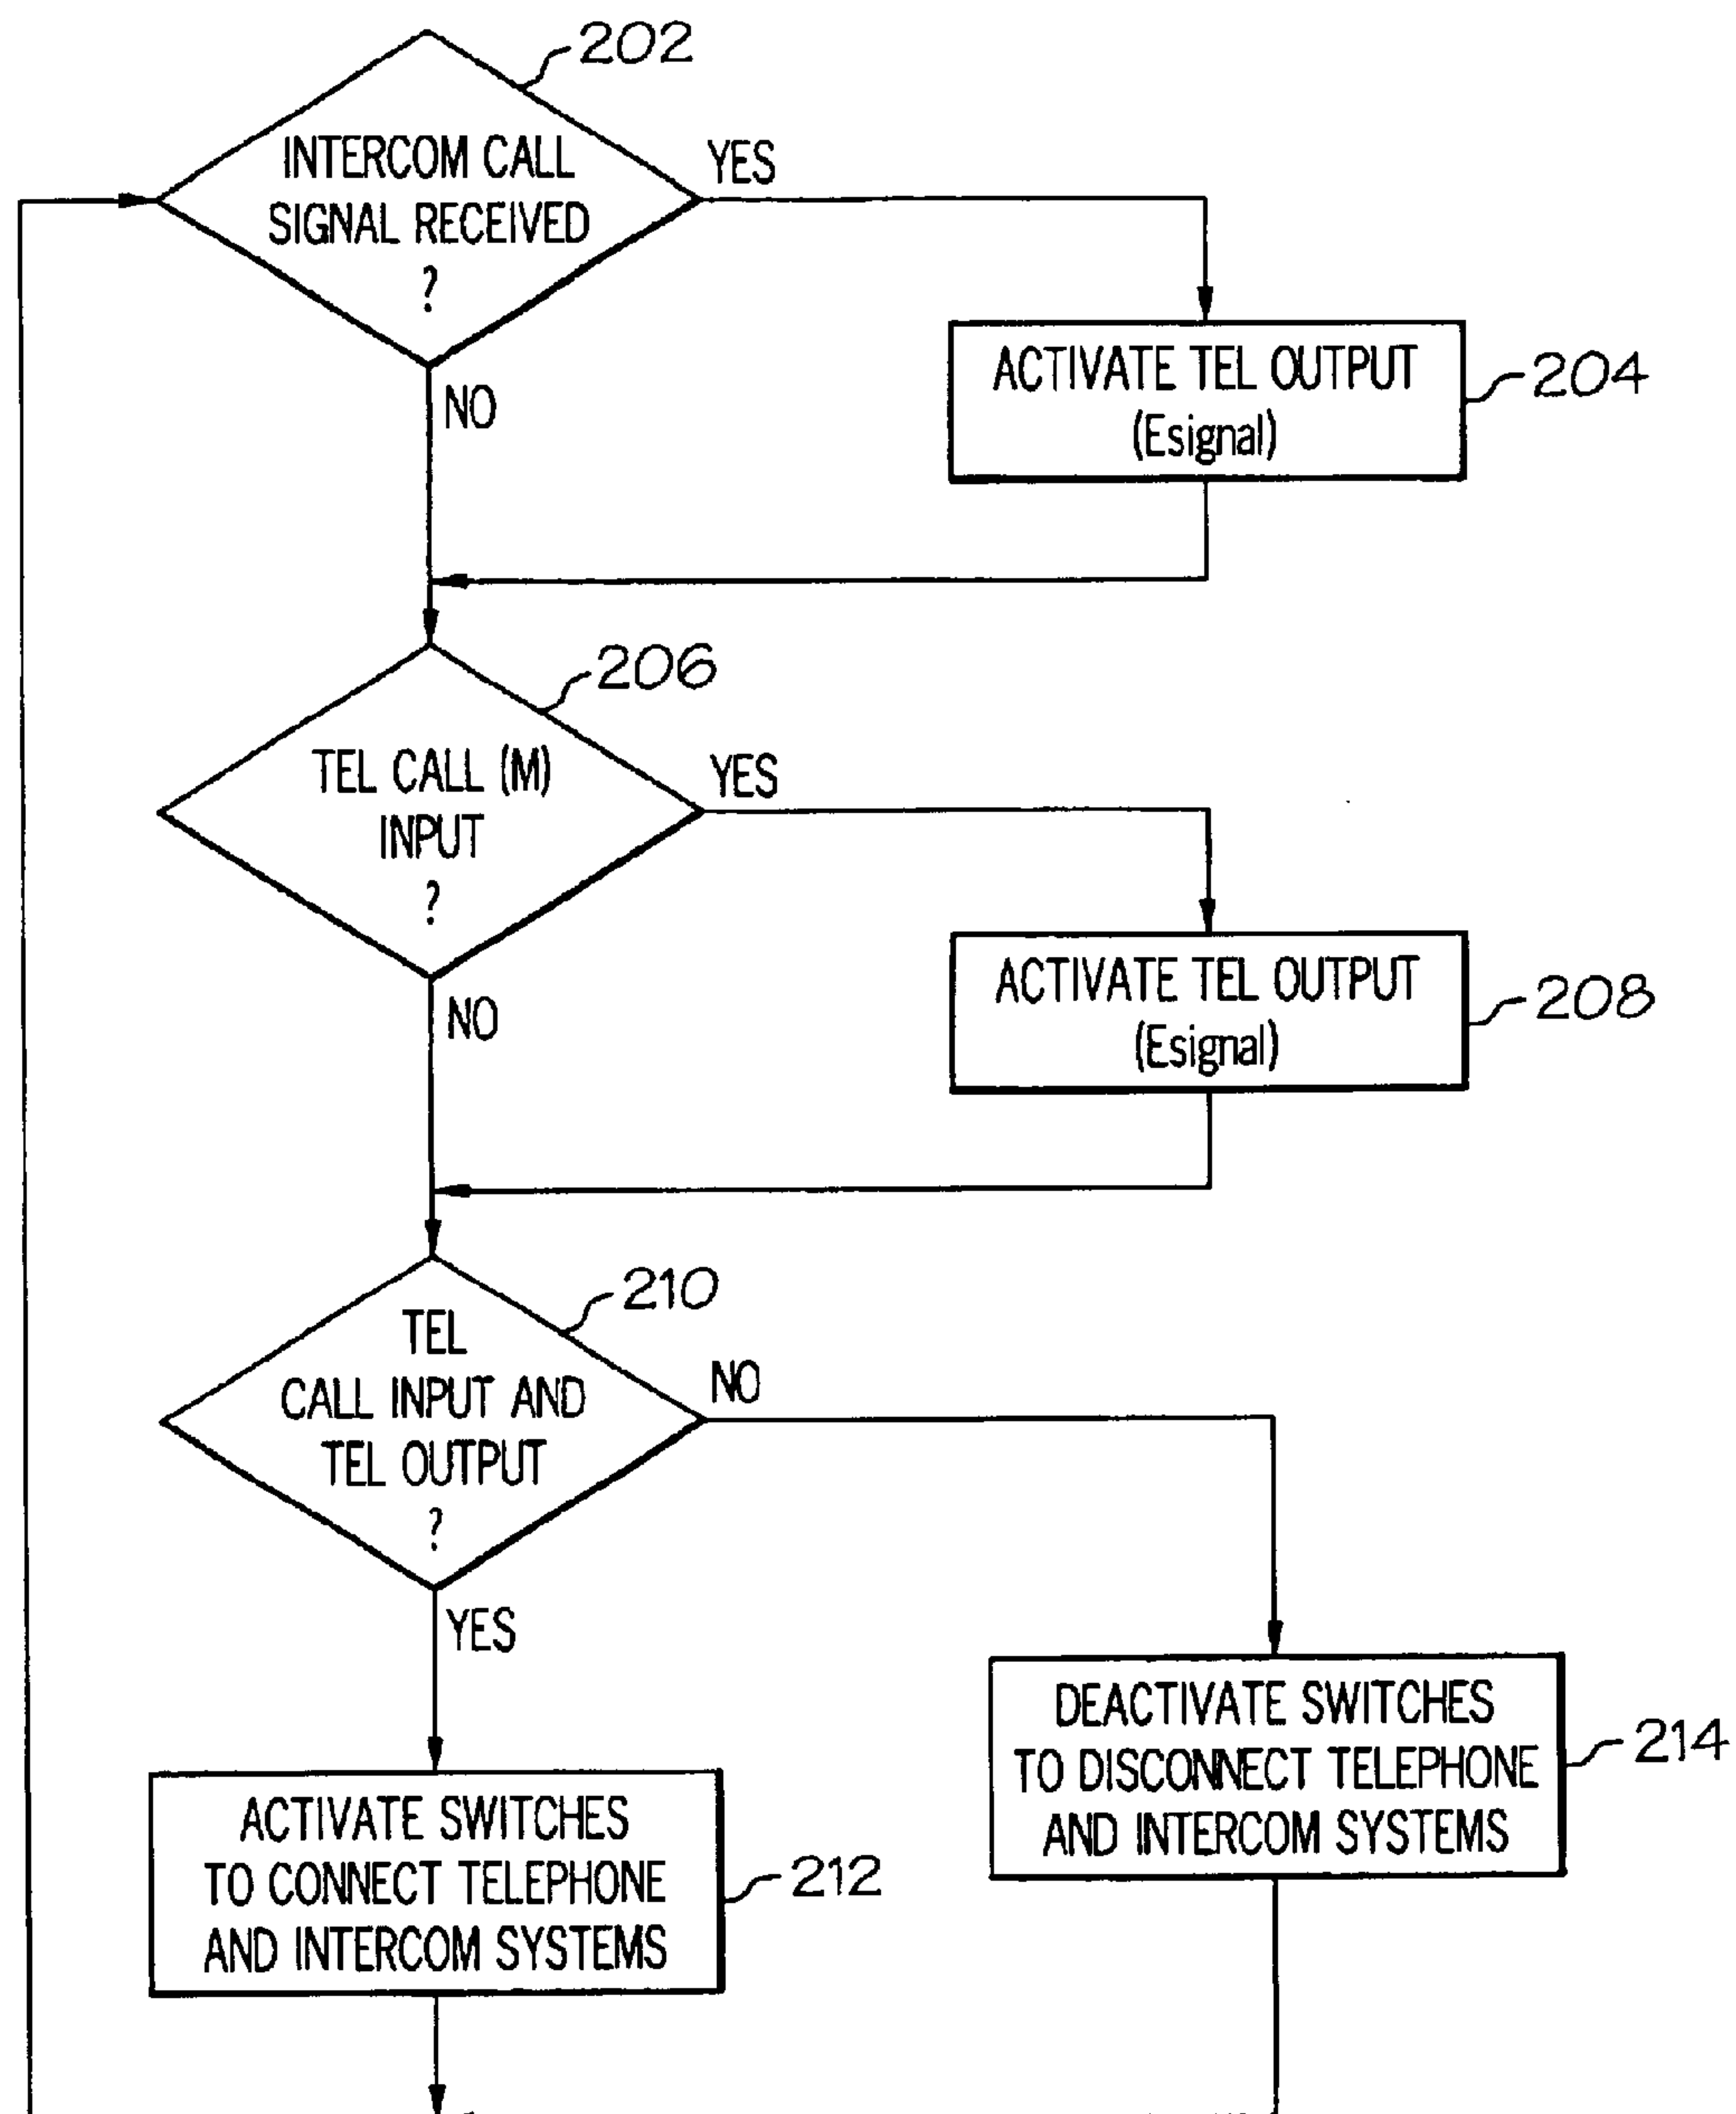 202
INTERCOM CALL
SIGNAL RECEIVED
?
YES
NO
ACTIVATE TEL OUTPUT
(Esignal)
204
206
TEL CALL (M)
INPUT
?
YES
NO
ACTIVATE TEL OUTPUT
(Esignal)
208
210
TEL
CALL INPUT AND
TEL OUTPUT
?
NO
YES
DEACTIVATE SWITCHES
TO DISCONNECT TELEPHONE
AND INTERCOM SYSTEMS
214
ACTIVATE SWITCHES
TO CONNECT TELEPHONE
AND INTERCOM SYSTEMS
212